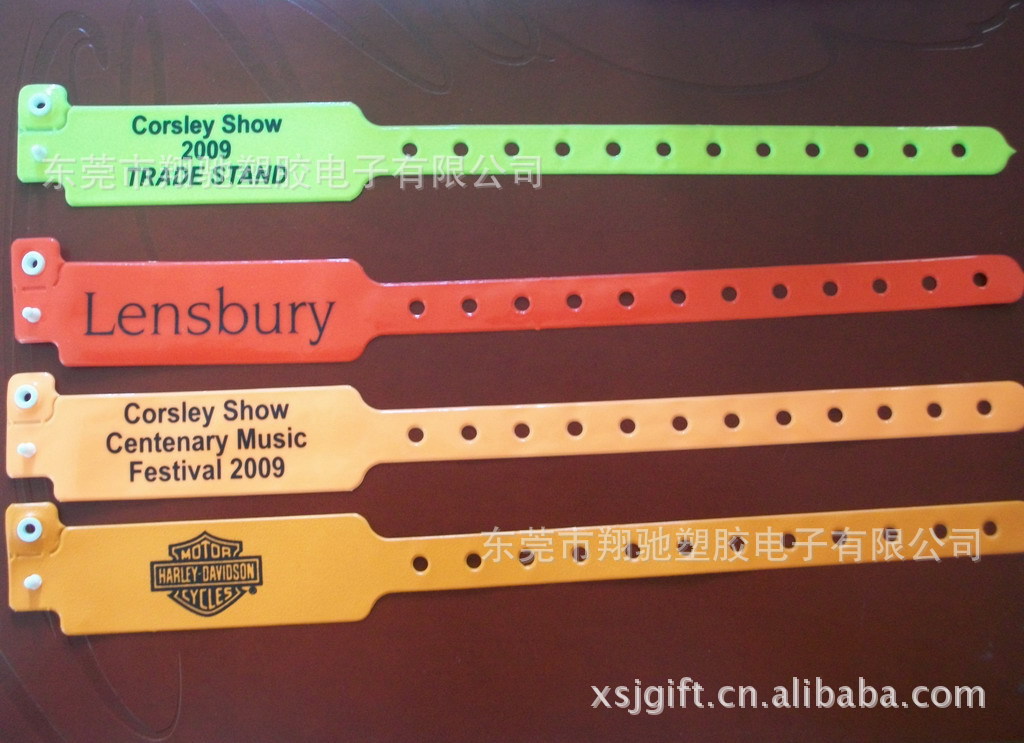 Corsley Show
2009
TRADE STAND
东莞市翔驰塑胶电子有限公司
Lensbury
Corsley Show
Centenary Music
Festival 2009
东莞市翔驰塑胶电子有限公司
MOTOR
HARLEY-DAVIDSON
CYCLES
xsjgift.cn.alibaba.com